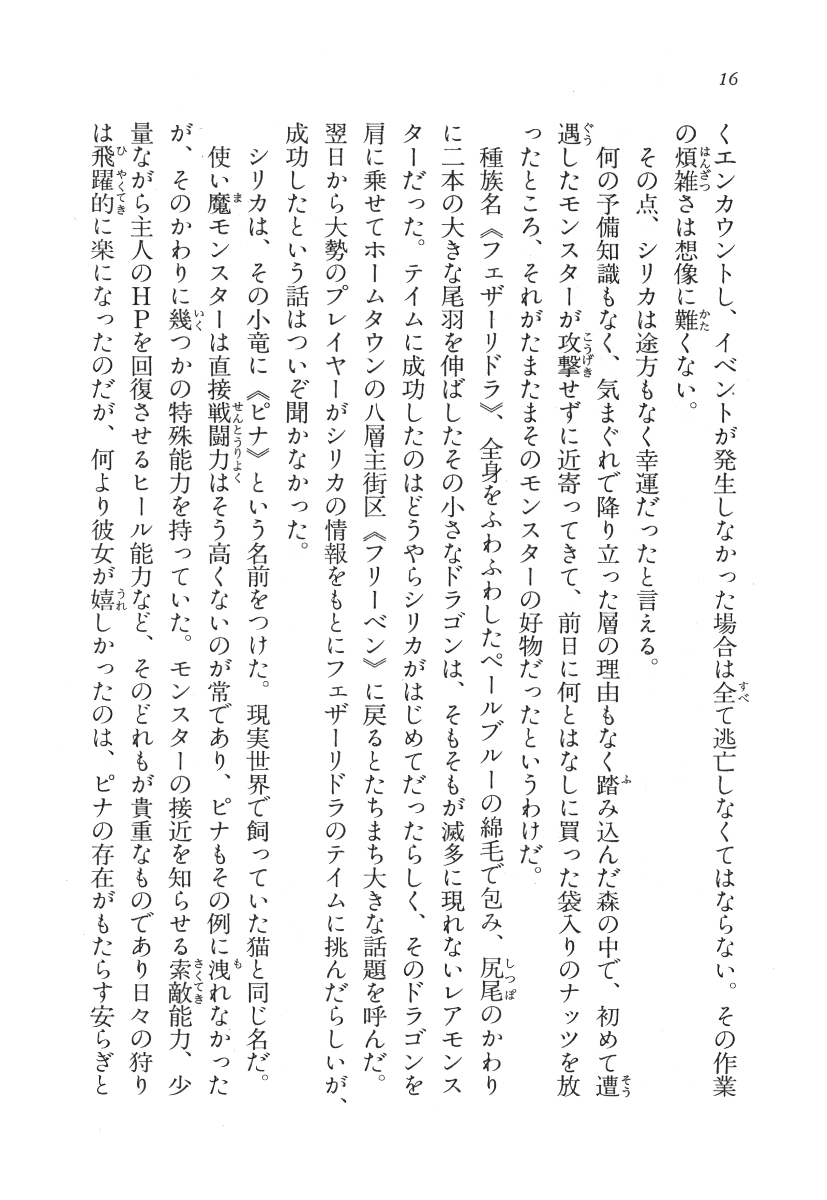 16
くエンカウントし、イベントが発生しなかった場合は全て逃亡しなくてはならない。その作業
の煩雑さは想像に難くない。
その点、シリカは途方もなく幸運だったと言える。
何の予備知識もなく、気まぐれで降り立った層の理由もなく踏み込んだ森の中で、初めて遭
遇したモンスターが攻撃せずに近寄ってきて、前日に何とはなしに買った袋入りのナッツを放
ったところ、それがたまたまそのモンスターの好物だったというわけだ。
種族名《フェザーリドラ》、全身をふわふわしたペールブルーの綿毛で包み、尻尾のかわり
に二本の大きな尾羽を伸ばしたその小さなドラゴンは、そもそもが滅多に現れないレアモンス
ターだった。テイムに成功したのはどうやらシリカがはじめてだったらしく、そのドラゴンを
肩に乗せてホームタウンの八層主街区《フリーベン》に戻るとたちまち大きな話題を呼んだ。
翌日から大勢のプレイヤーがシリカの情報をもとにフェザーリドラのテイムに挑んだらしいが、
成功したという話はついぞ聞かなかった。
シリカは、その小竜に《ピナ》という名前をつけた。現実世界で飼っていた猫と同じ名だ。
使い魔モンスターは直接戦闘力はそう高くないのが常であり、ピナもその例に洩れなかった
が、そのかわりに幾つかの特殊能力を持っていた。モンスターの接近を知らせる索敵能力、少
量ながら主人のHPを回復させるヒール能力など、そのどれもが貴重なものであり日々の狩り
は飛躍的に楽になったのだが、何より彼女が嬉しかったのは、ピナの存在がもたらす安らぎと